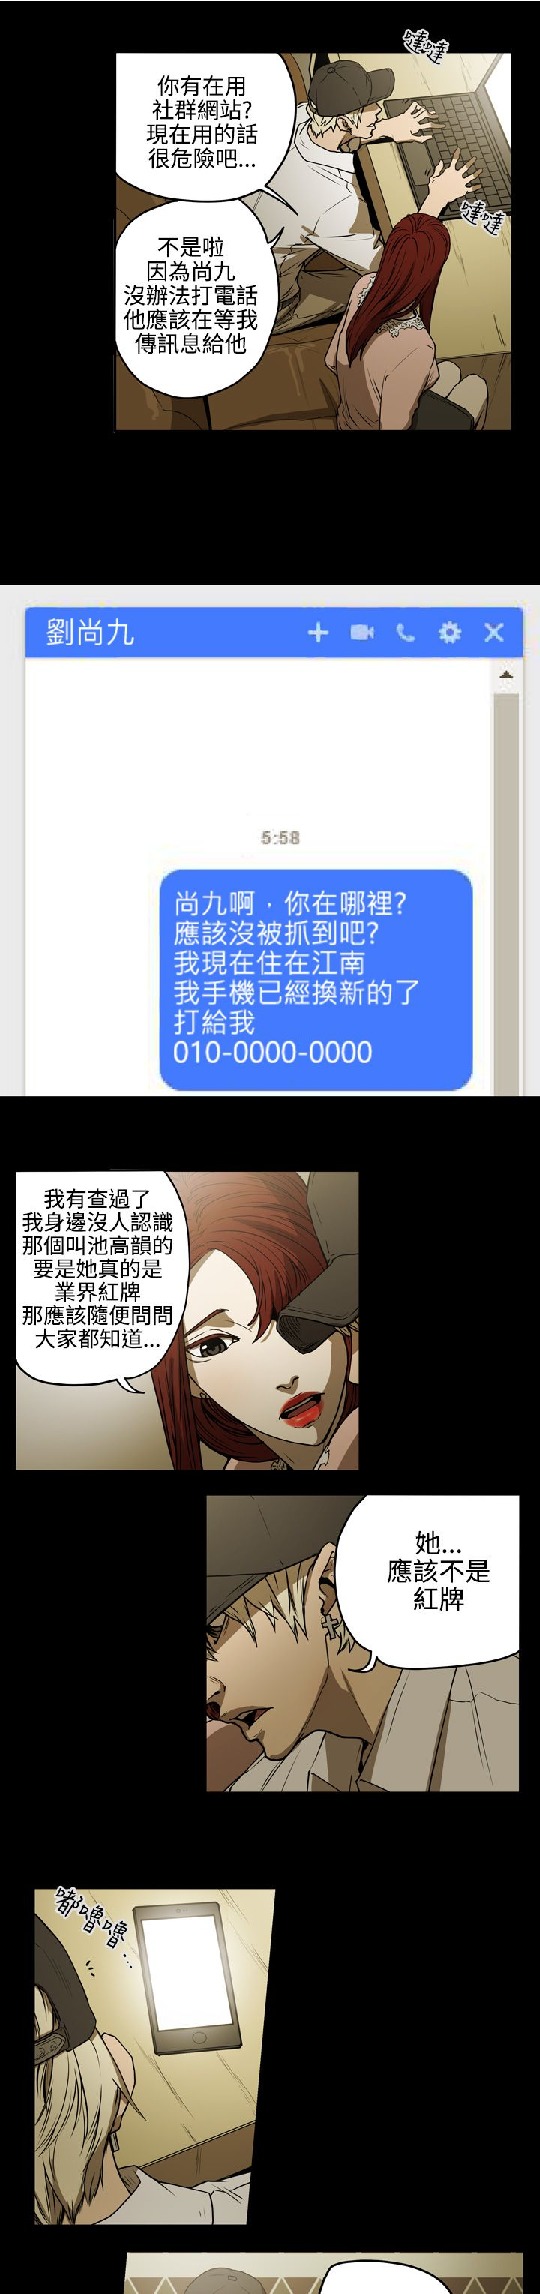 噠噠
你有在用
社群網站?
現在用的話
很危險吧...
噠噠
不是啦
因為尚九
沒辦法打電話
他應該在等我
傳訊息給他
劉尚九
5:58
尚九啊，你在哪裡?
應該沒被抓到吧?
我現在住在江南
我手機已經換新的了
打給我
010-0000-0000
我有查過了
我身邊沒人認識
那個叫池高韻的
要是她真的是
業界紅牌
那應該隨便問問
大家都知道...
她...
應該不是
紅牌
嘟嚕嚕...